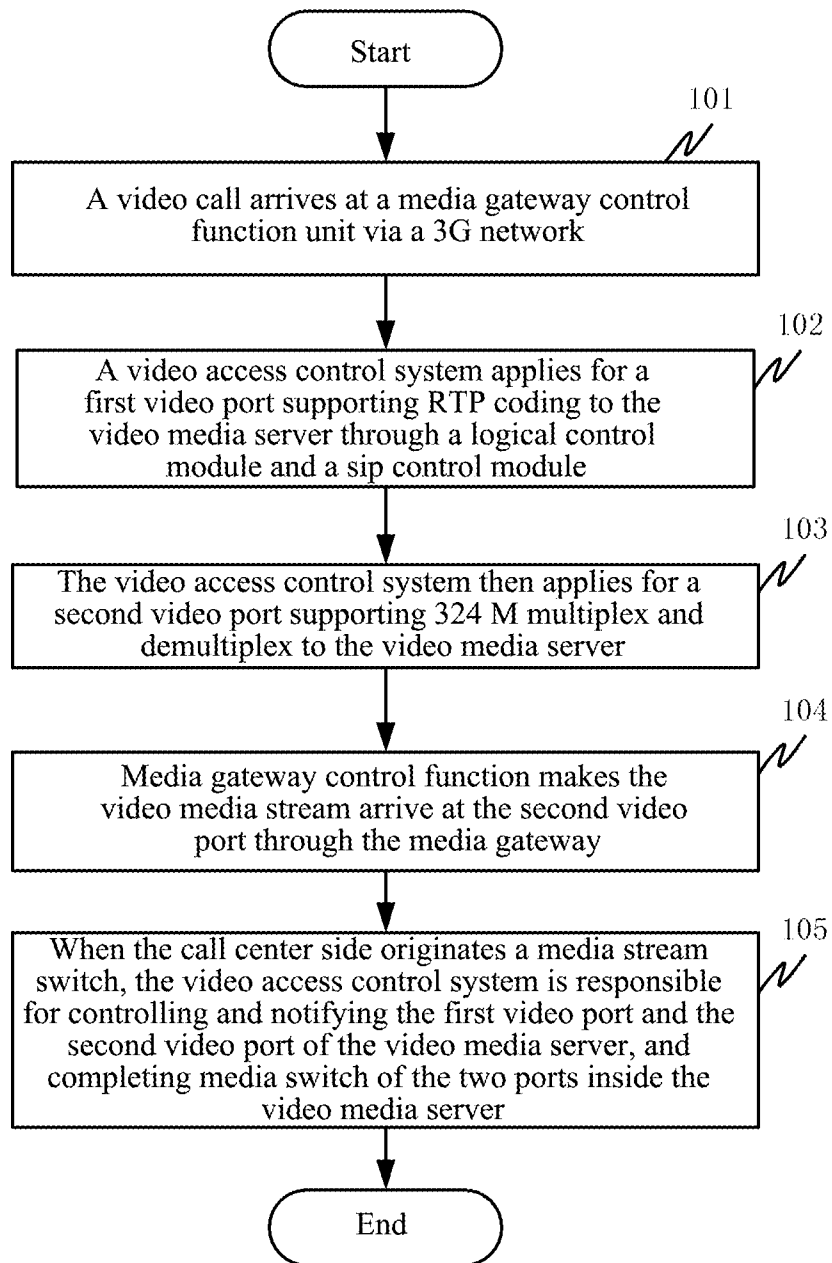 Start
101
A video call arrives at a media gateway control
function unit via a 3G network
102
A video access control system applies for a
first video port supporting RTP coding to the
video media server through a logical control
module and a sip control module
103
The video access control system then applies for a
second video port supporting 324 M multiplex and
demultiplex to the video media server
104
Media gateway control function makes the
video media stream arrive at the second video
port through the media gateway
105
When the call center side originates a media stream
switch, the video access control system is responsible
for controlling and notifying the first video port and the
second video port of the video media server, and
completing media switch of the two ports inside the
video media server
End